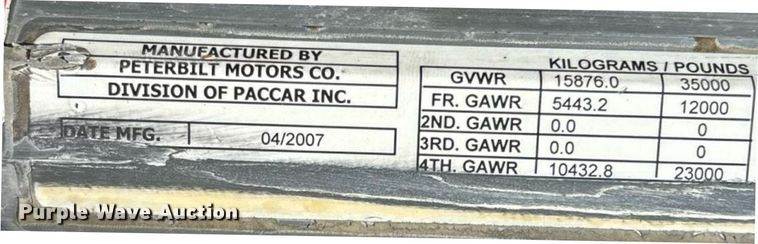 MANUFACTURED BY
PETERBILT MOTORS CO.
DIVISION OF PACCAR INC.
DATE MFG. 04/2007
KILOGRAMS / POUNDS
GVWR 15876.0 35000
FR. GAWR 5443.2 12000
2ND. GAWR 0.0 0
3RD. GAWR 0.0 0
4TH. GAWR 10432.8 23000
Purple Wave Auction